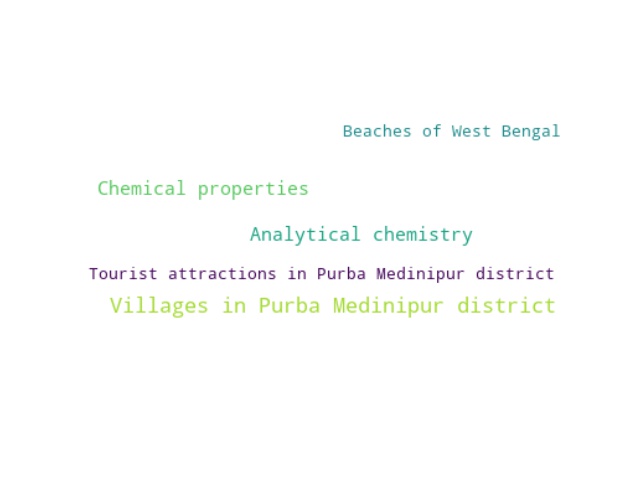 Beaches of West Bengal
Chemical properties
Analytical chemistry
Tourist attractions in Purba Medinipur district
Villages in Purba Medinipur district